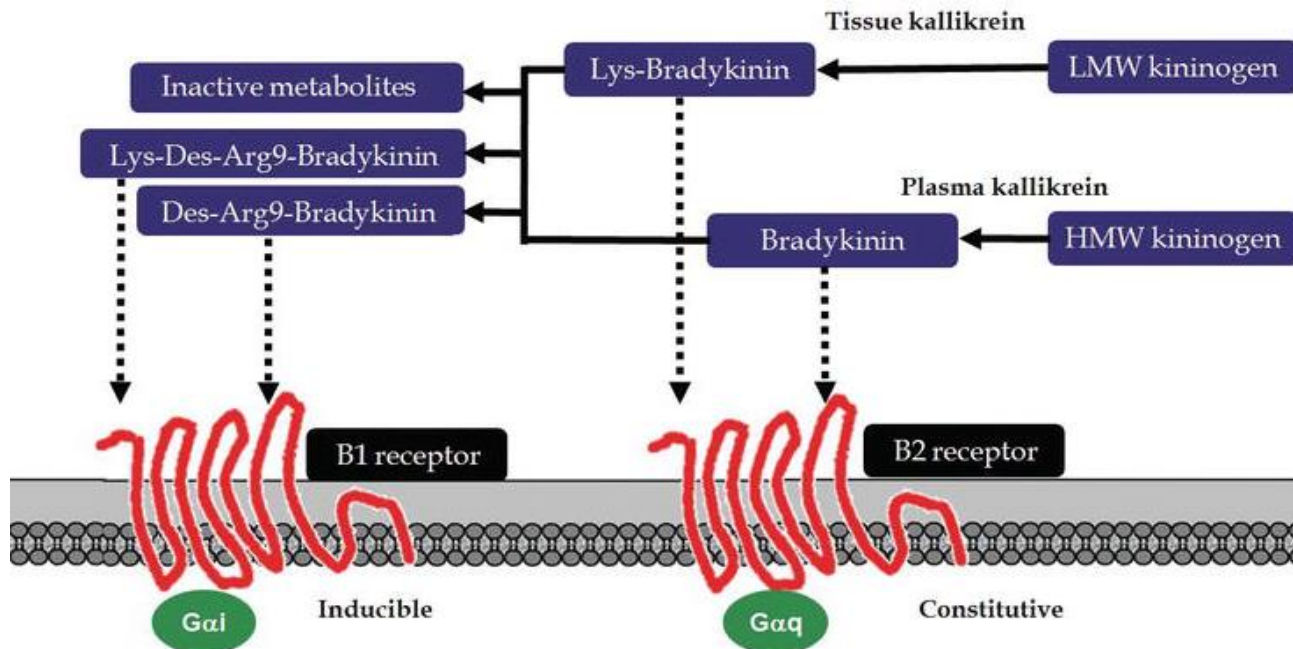 Tissue kallikrein
Lys-Bradykinin
LMW kininogen
Inactive metabolites
Lys-Des-Arg9-Bradykinin
Des-Arg9-Bradykinin
Plasma kallikrein
Bradykinin
HMW kininogen
B1 receptor
B2 receptor
Gαi
Inducible
Gαq
Constitutive